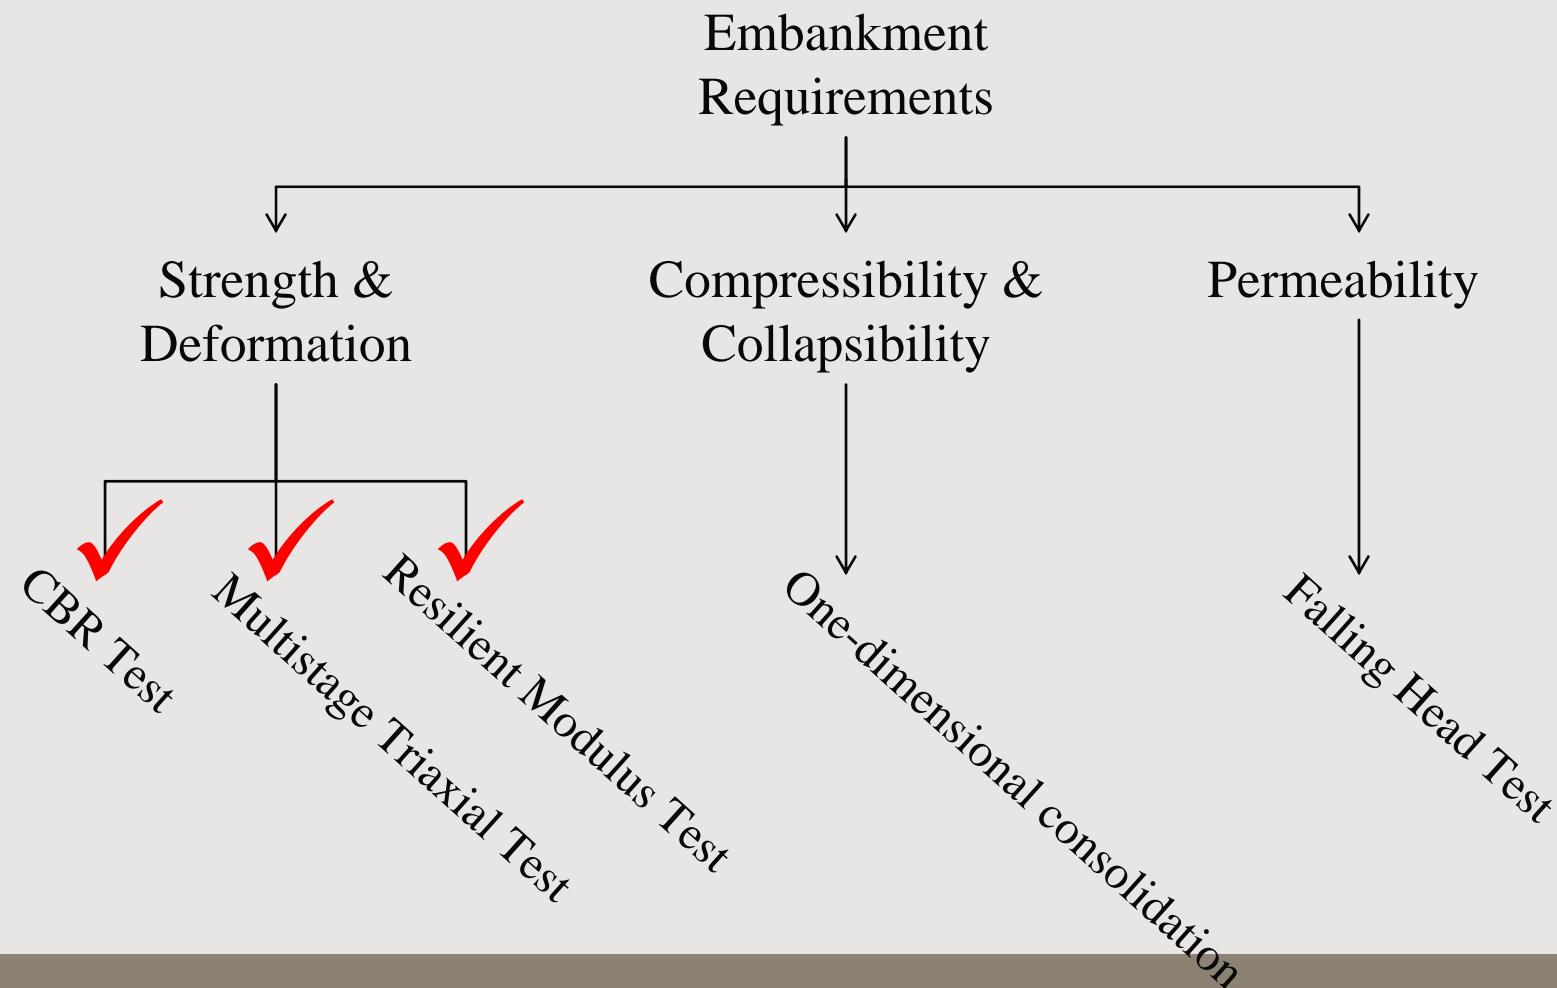 Embankment
Requirements
Strength &
Deformation
Compressibility &
Collapsibility
Permeability
CBR Test
Multistage Triaxial Test
Resilient Modulus Test
One-dimensional consolidation
Falling Head Test